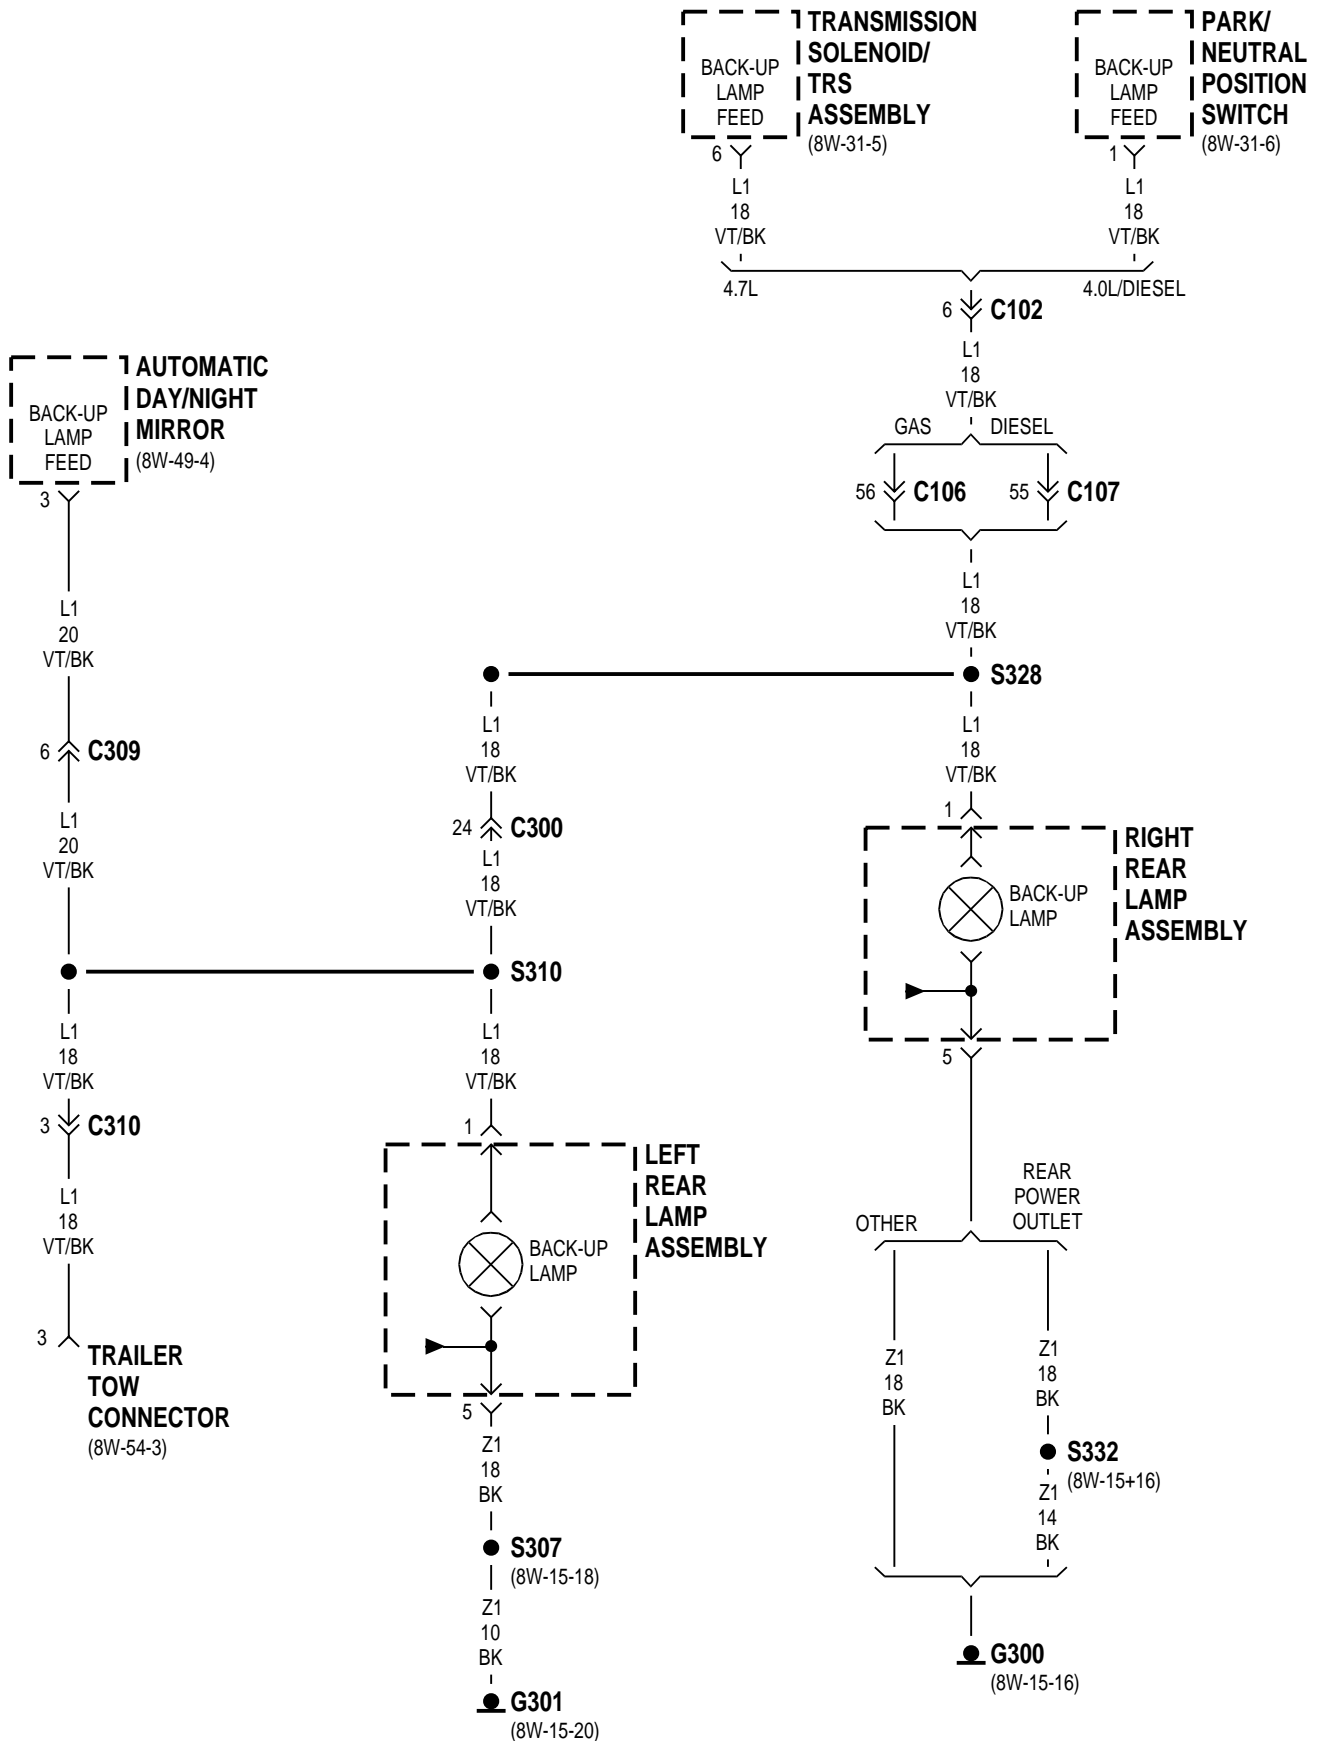 TRANSMISSION
SOLENOID/
TRS
ASSEMBLY
(8W-31-5)
BACK-UP
LAMP
FEED
PARK/
NEUTRAL
POSITION
SWITCH
(8W-31-6)
BACK-UP
LAMP
FEED
6
L1
18
VT/BK
1
L1
18
VT/BK
4.7L
4.0L/DIESEL
6
C102
L1
18
VT/BK
GAS
DIESEL
56
C106
55
C107
L1
18
VT/BK
S328
AUTOMATIC
DAY/NIGHT
MIRROR
(8W-49-4)
BACK-UP
LAMP
FEED
3
L1
20
VT/BK
6
C309
L1
20
VT/BK
L1
18
VT/BK
24
C300
L1
18
VT/BK
S310
L1
18
VT/BK
1
RIGHT
REAR
LAMP
ASSEMBLY
BACK-UP
LAMP
5
L1
18
VT/BK
3
C310
L1
18
VT/BK
3
TRAILER
TOW
CONNECTOR
(8W-54-3)
L1
18
VT/BK
1
LEFT
REAR
LAMP
ASSEMBLY
BACK-UP
LAMP
5
Z1
18
BK
S307
(8W-15-18)
Z1
10
BK
G301
(8W-15-20)
OTHER
REAR
POWER
OUTLET
Z1
18
BK
Z1
18
BK
S332
(8W-15+16)
Z1
14
BK
G300
(8W-15-16)